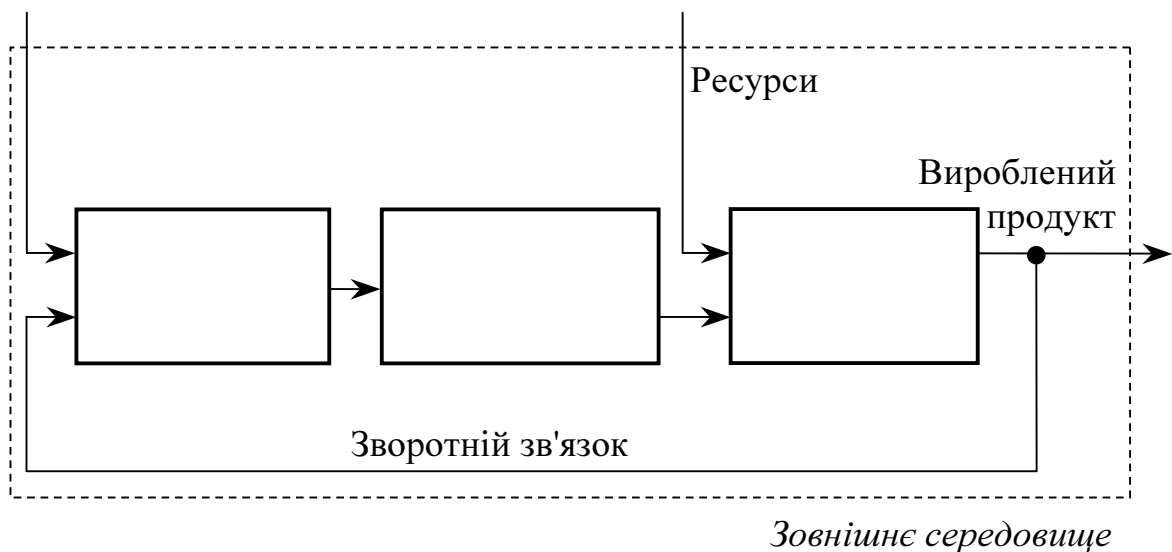 Ресурси
Вироблений
продукт
Зворотній зв'язок
Зовнішнє середовище